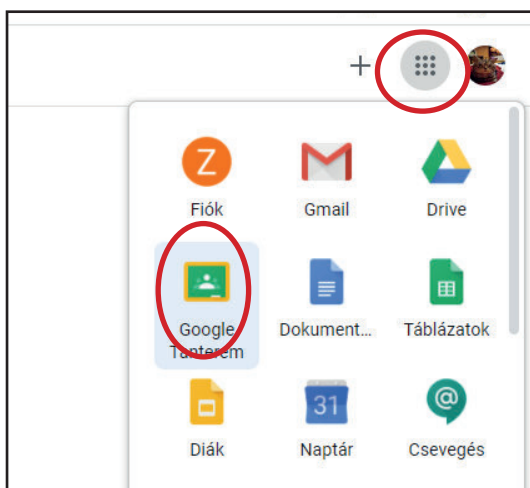 Z
Fiók Gmail Drive
Google Tanterem Dokument... Táblázatok
31
Diák Naptár Csevegés